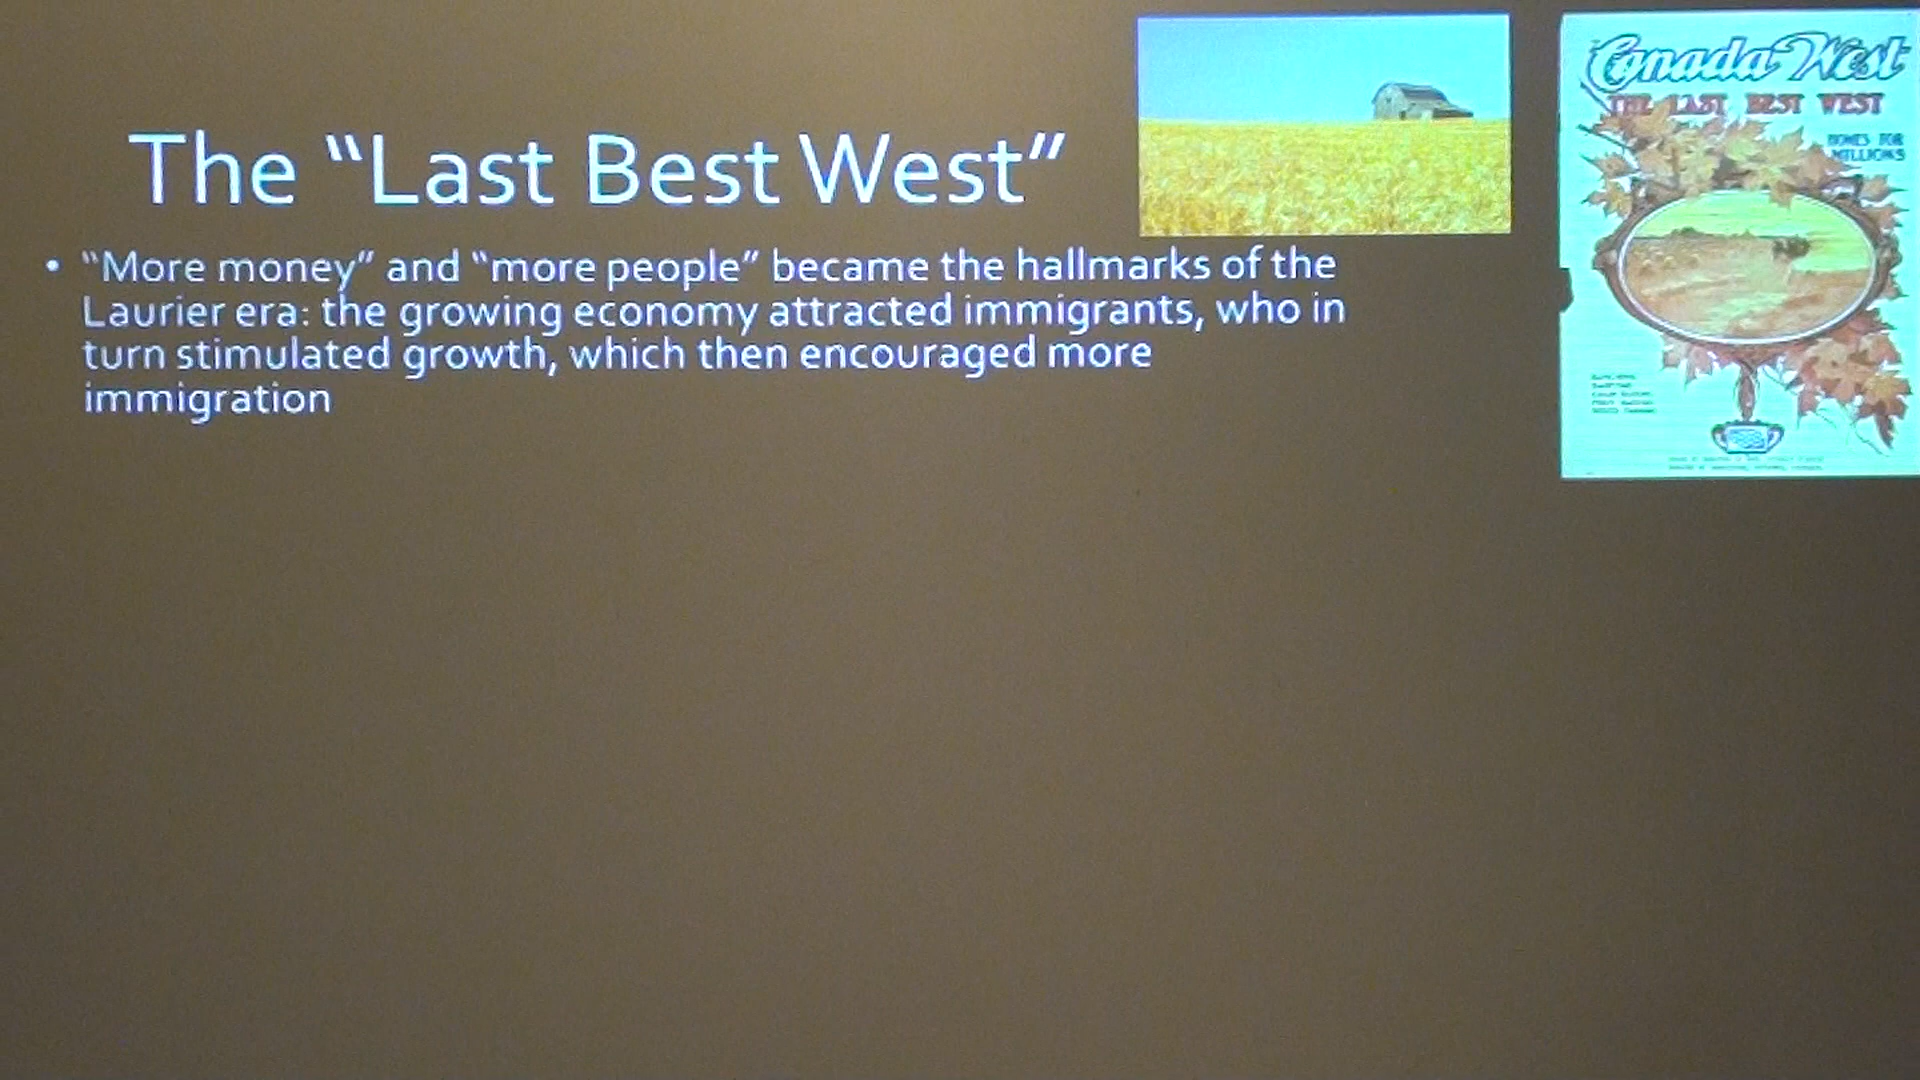 The “Last Best West”
• “More money” and “more people” became the hallmarks of the
Laurier era: the growing economy attracted immigrants, who in
turn stimulated growth, which then encouraged more
immigration
Canada West
THE LAST BEST WEST
HOMES FOR
MILLIONS